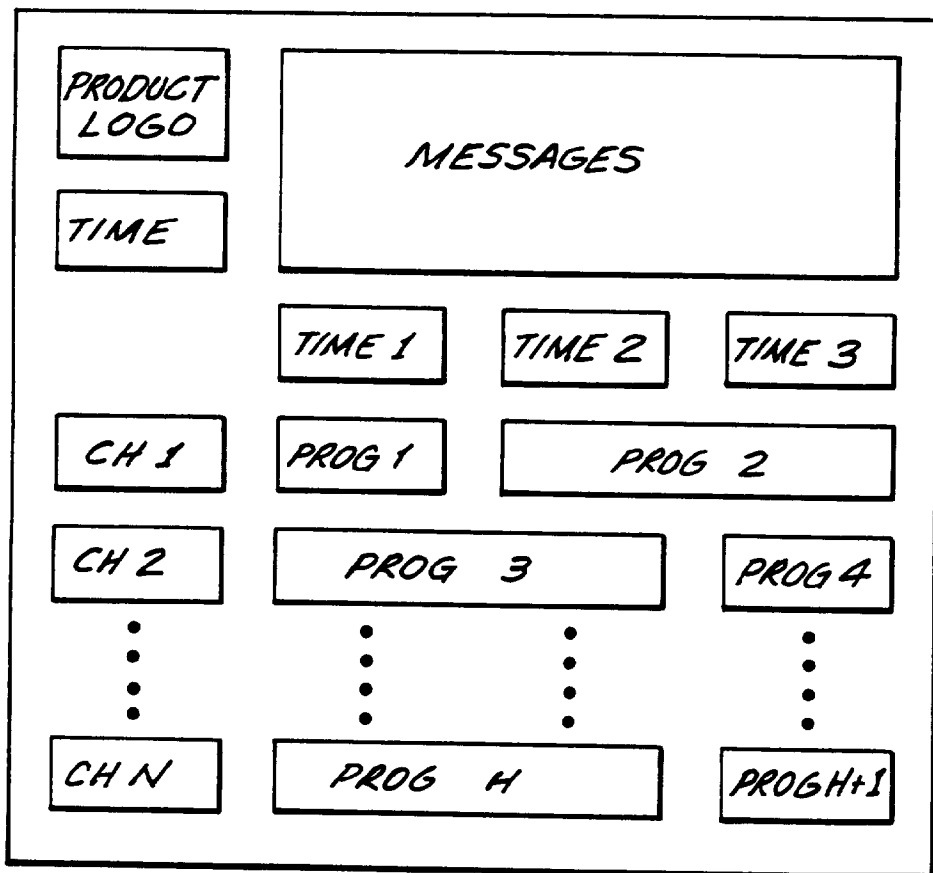 PRODUCT
LOGO
MESSAGES
TIME
TIME 1 TIME 2 TIME 3
CH 1 PROG 1 PROG 2
CH 2 PROG 3 PROG 4
CH N PROG H PROG H+1